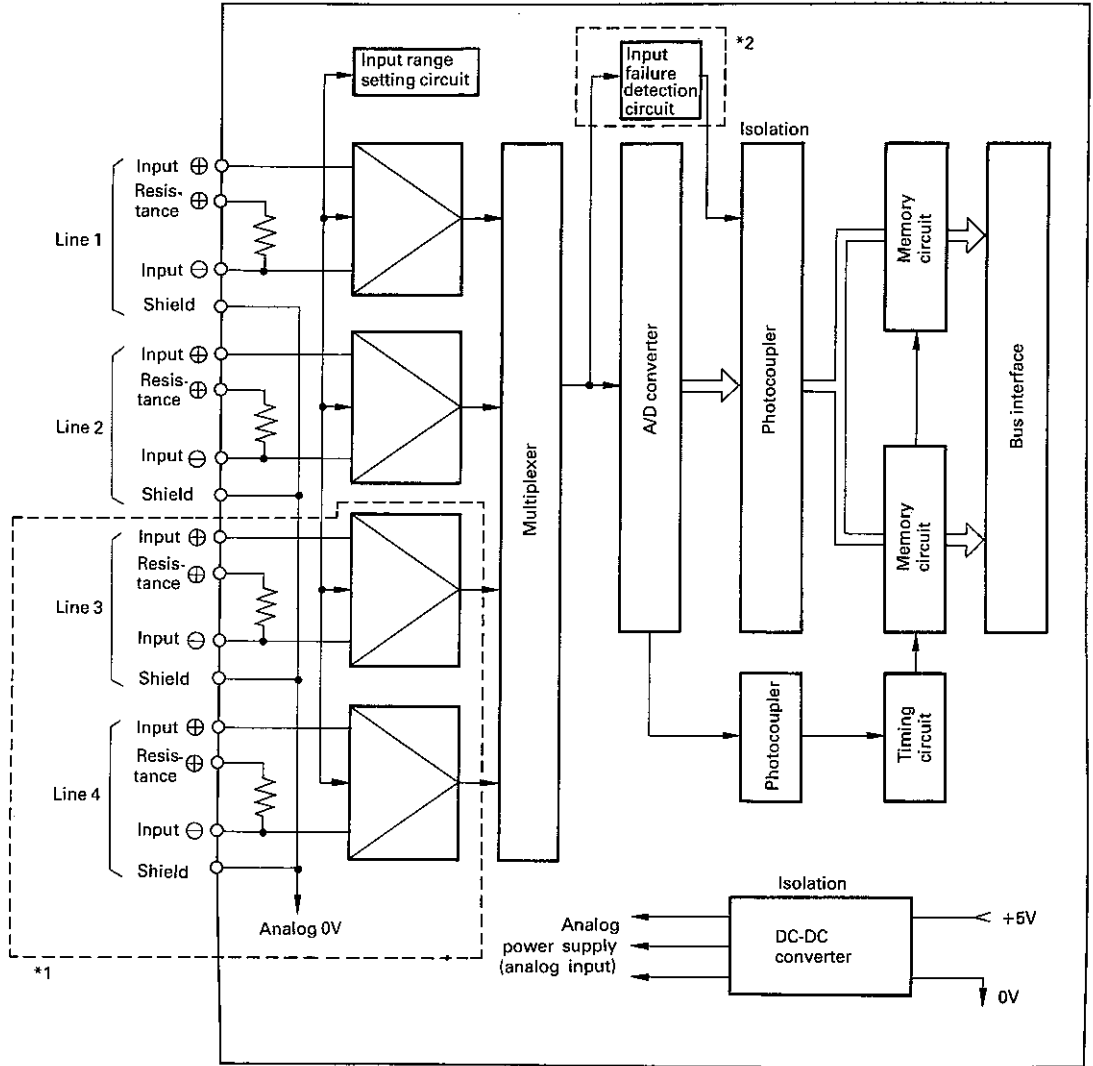 *2
Input range
setting circuit
Input
failure
detection
circuit
Isolation
Line 1
Input ⊕
Resis-
tance ⊕
Input ⊖
Shield
Line 2
Input ⊕
Resis-
tance ⊕
Input ⊖
Shield
Line 3
Input ⊕
Resis-
tance ⊕
Input ⊖
Shield
Line 4
Input ⊕
Resis-
tance ⊕
Input ⊖
Shield
Analog 0V
*1
Multiplexer
A/D converter
Photocoupler
Memory
circuit
Memory
circuit
Bus interface
Photocoupler
Timing
circuit
Isolation
Analog
power supply
(analog input)
DC-DC
converter
+5V
0V